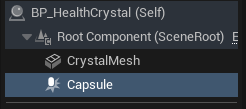 BP_HealthCrystal (Self)
Root Component (SceneRoot) E
CrystalMesh
Capsule